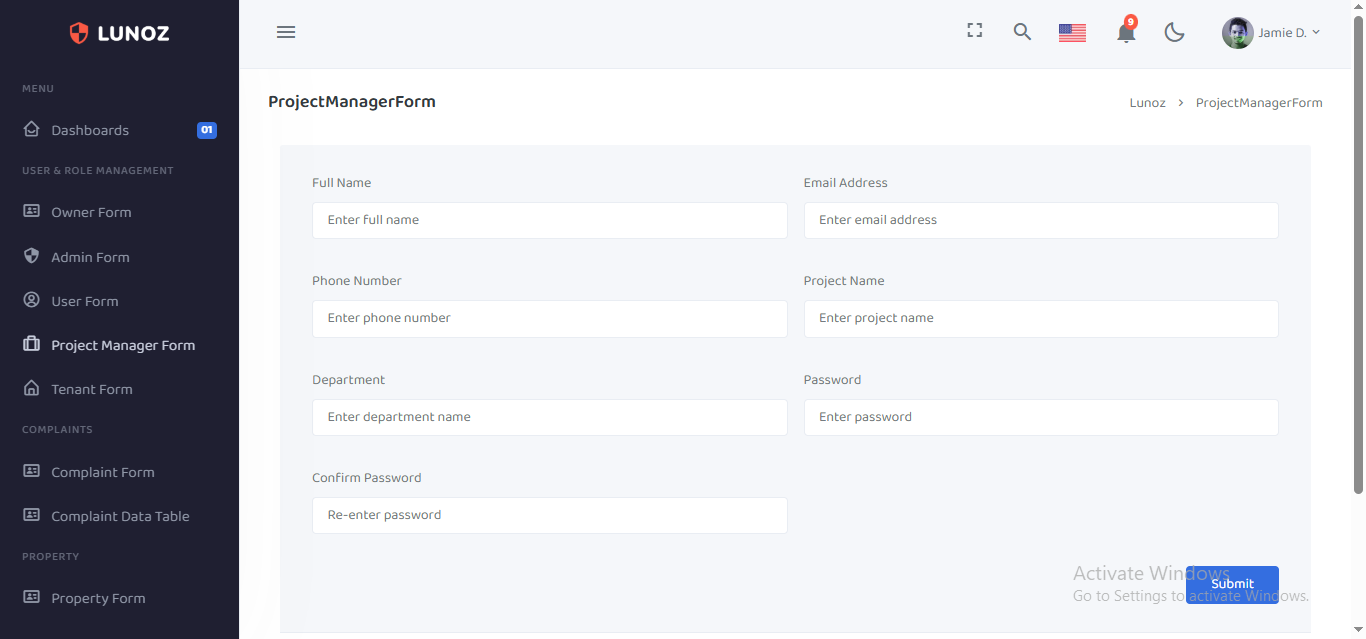 LUNOZ
9
Jamie D.
MENU
Dashboards 01
USER & ROLE MANAGEMENT
Owner Form
Admin Form
User Form
Project Manager Form
Tenant Form
COMPLAINTS
Complaint Form
Complaint Data Table
PROPERTY
Property Form
ProjectManagerForm
Lunoz > ProjectManagerForm
Full Name
Enter full name
Email Address
Enter email address
Phone Number
Enter phone number
Project Name
Enter project name
Department
Enter department name
Password
Enter password
Confirm Password
Re-enter password
Submit
Activate Windows
Go to Settings to activate Windows.